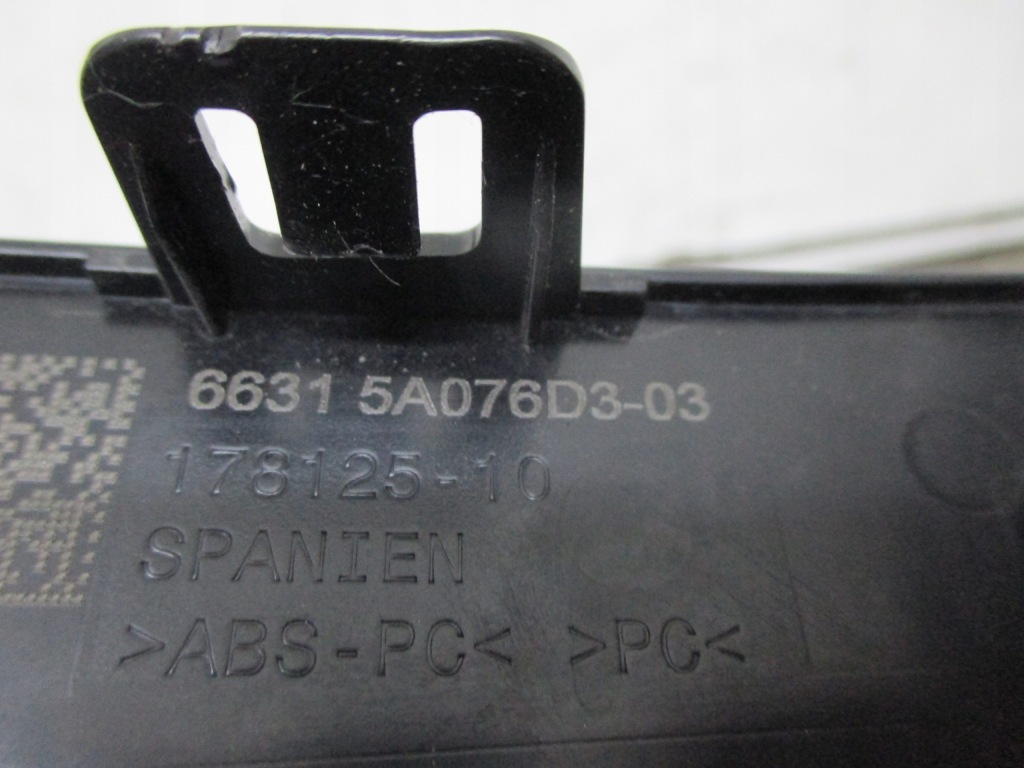 6631 5A076D3-03
178125-10
SPANIEN
>ABS-PC< >PC<